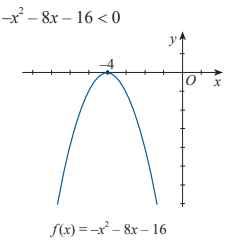 −x² − 8x − 16 < 0
y
−4
O x
f(x) = −x² − 8x − 16